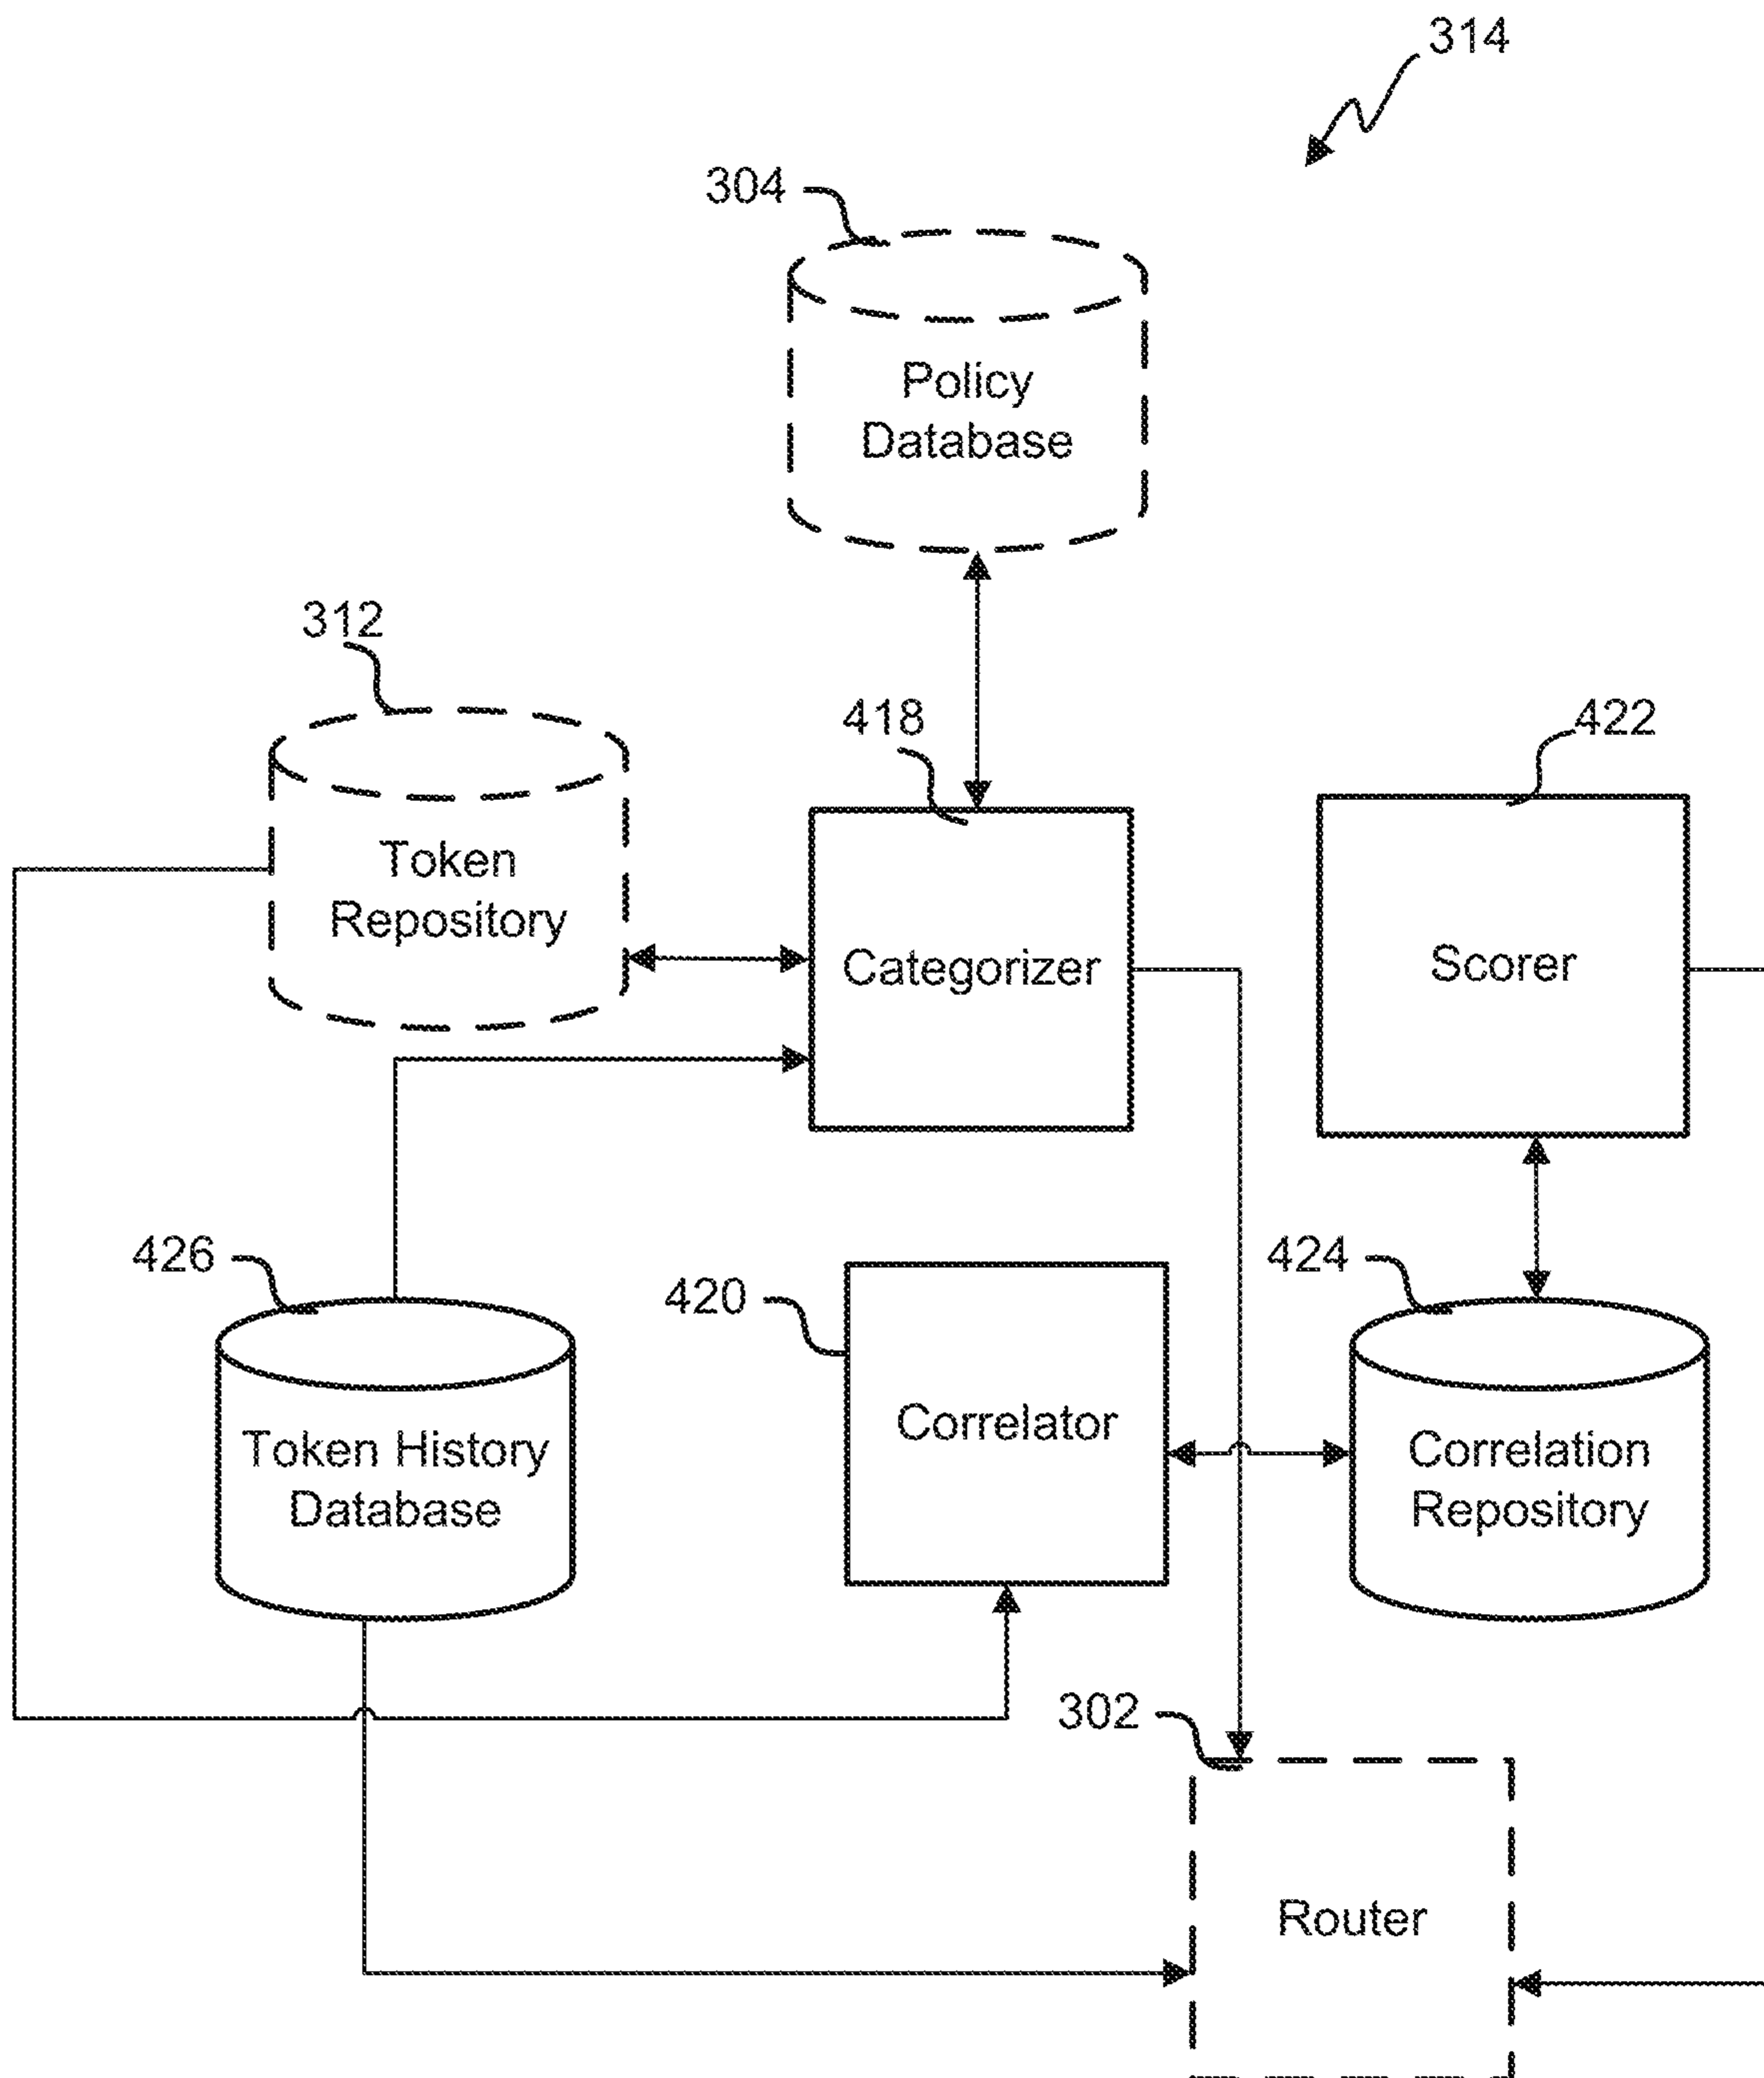 314
304
Policy
Database
312
418
422
Token
Repository
Categorizer
Scorer
426
420
424
Token History
Database
Correlator
Correlation
Repository
302
Router